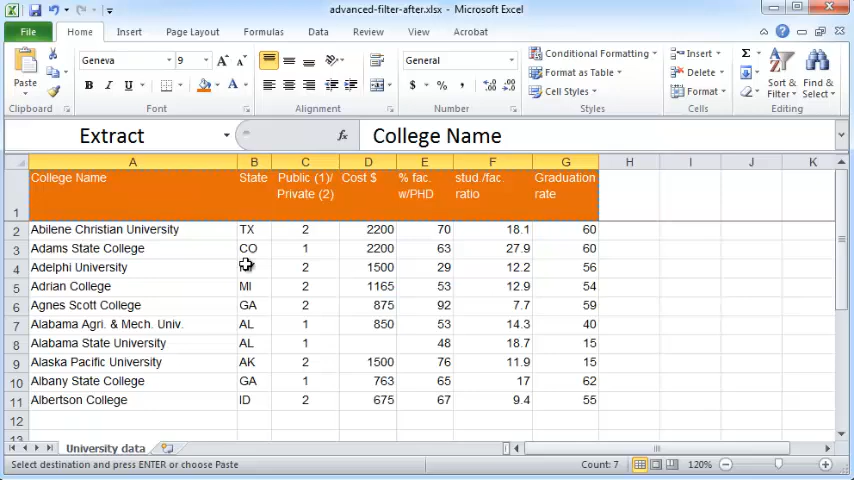 advanced-filter-after.xlsx - Microsoft Excel
File Home Insert Page Layout Formulas Data Review View Acrobat
Paste
Geneva 9 A A
B I U A
General
$ % ,
Conditional Formatting
Format as Table
Cell Styles
Insert
Delete
Format
Σ
Sort & Filter
Find & Select
Clipboard Font Alignment Number Styles Cells Editing
Extract fx College Name
A B C D E F G H I J K
1 College Name State Public (1)/ Private (2) Cost $ % fac. w/PHD stud./fac. ratio Graduation rate
2 Abilene Christian University TX 2 2200 70 18.1 60
3 Adams State College CO 1 2200 63 27.9 60
4 Adelphi University 2 1500 29 12.2 56
5 Adrian College MI 2 1165 53 12.9 54
6 Agnes Scott College GA 2 875 92 7.7 59
7 Alabama Agri. & Mech. Univ. AL 1 850 53 14.3 40
8 Alabama State University AL 1 48 18.7 15
9 Alaska Pacific University AK 2 1500 76 11.9 15
10 Albany State College GA 1 763 65 17 62
11 Albertson College ID 2 675 67 9.4 55
12
13
University data
Select destination and press ENTER or choose Paste Count: 7 120%